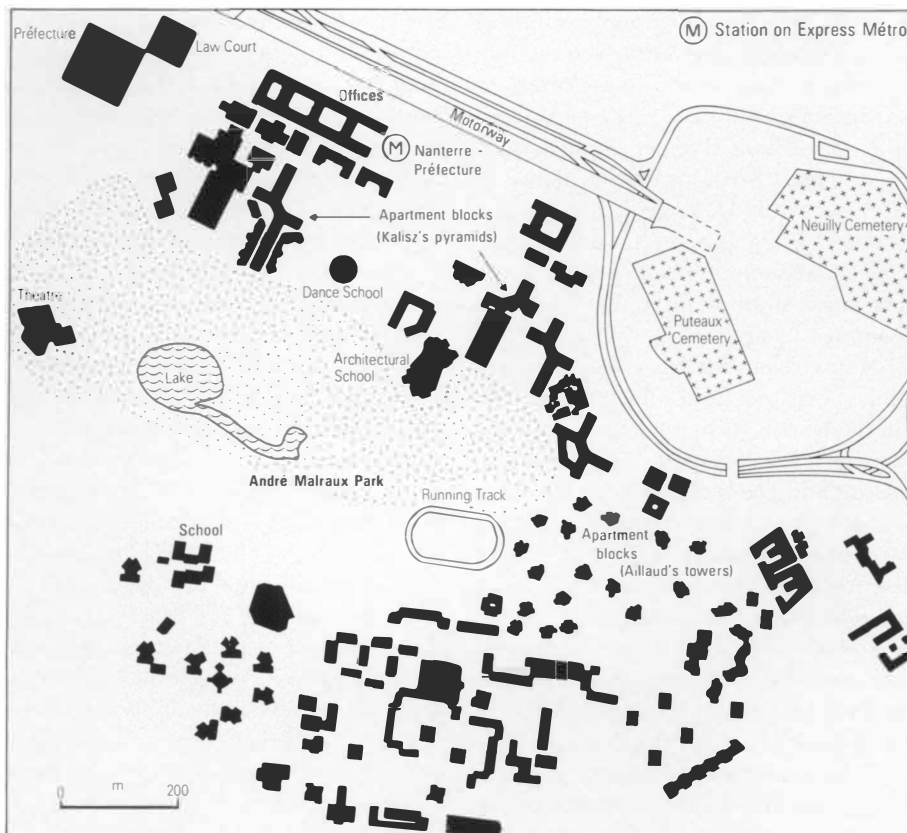 Préfecture
Law Court
M Station on Express Métro
Offices
Motorway
M Nanterre -
Préfecture
Apartment blocks
(Kalisz's pyramids)
Neuilly Cemetery
Theatre
Dance School
Puteaux
Cemetery
Architectural
School
Lake
André Malraux Park
Running Track
School
Apartment
blocks
(Aillaud's towers)
0 m 200